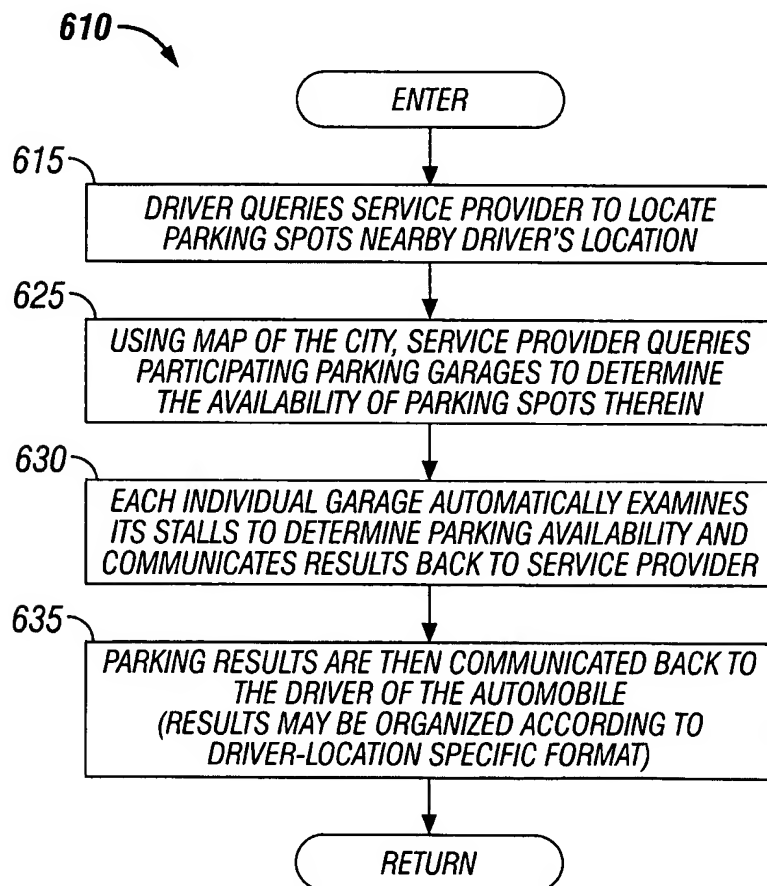 610
ENTER
615
DRIVER QUERIES SERVICE PROVIDER TO LOCATE
PARKING SPOTS NEARBY DRIVER'S LOCATION
625
USING MAP OF THE CITY, SERVICE PROVIDER QUERIES
PARTICIPATING PARKING GARAGES TO DETERMINE
THE AVAILABILITY OF PARKING SPOTS THEREIN
630
EACH INDIVIDUAL GARAGE AUTOMATICALLY EXAMINES
ITS STALLS TO DETERMINE PARKING AVAILABILITY AND
COMMUNICATES RESULTS BACK TO SERVICE PROVIDER
635
PARKING RESULTS ARE THEN COMMUNICATED BACK TO
THE DRIVER OF THE AUTOMOBILE
(RESULTS MAY BE ORGANIZED ACCORDING TO
DRIVER-LOCATION SPECIFIC FORMAT)
RETURN